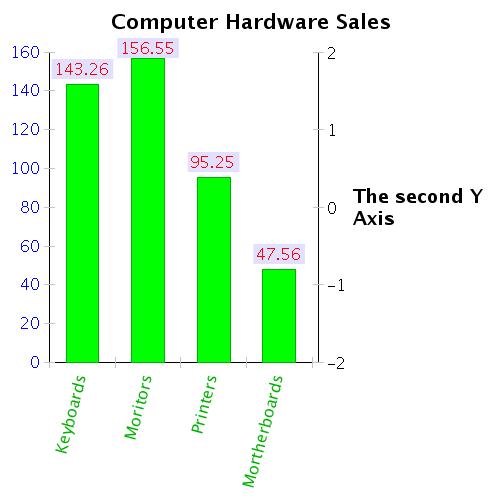 Computer Hardware Sales
160
140
120
100
80
60
40
20
0
143.26
156.55
95.25
47.56
2
1
0
−1
−2
The second Y
Axis
Keyboards
Moritors
Printers
Mortherboards